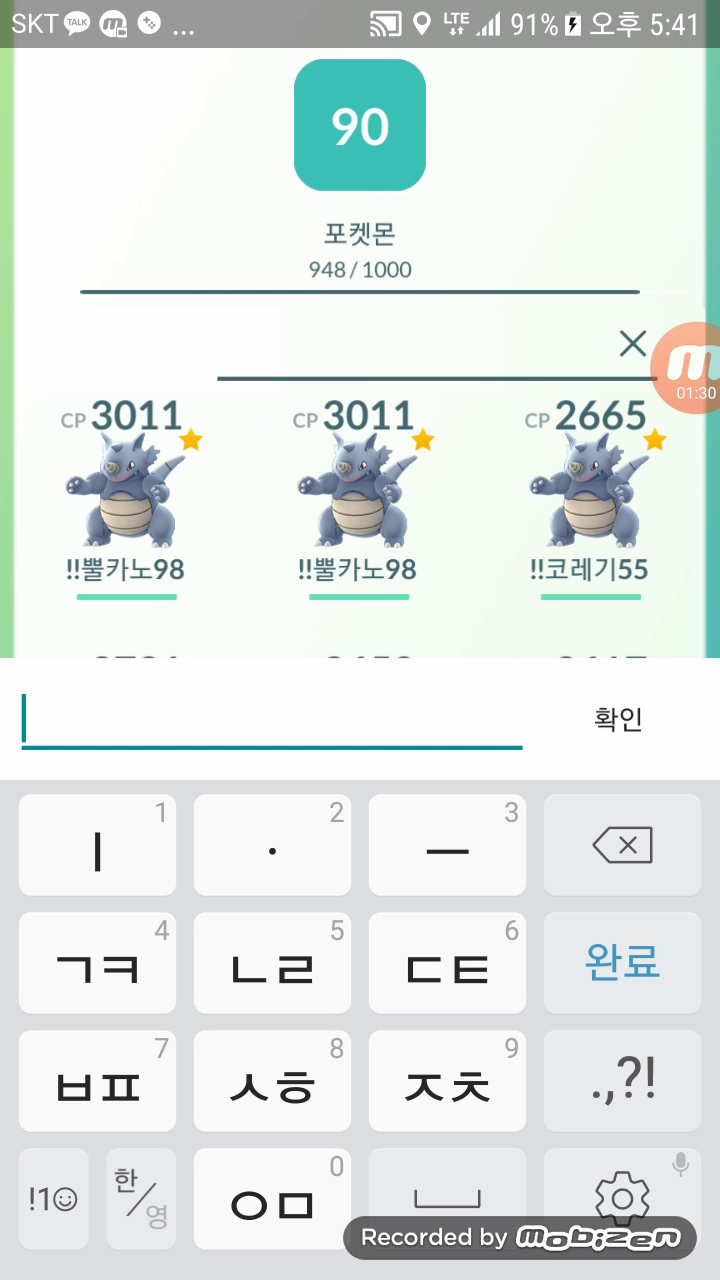 SKT TALK ... LTE 91% 오후 5:41
90
포켓몬
948/1000
01:30
CP 3011 CP 3011 CP 2665
!!뿔카노98 !!뿔카노98 !!코레기55
확인
ㅣ 1 · 2 ㅡ 3
ㄱㅋ 4 ㄴㄹ 5 ㄷㅌ 6 완료
ㅂㅍ 7 ㅅㅎ 8 ㅈㅊ 9 .,?!
!1☺ 한/영 ㅇㅁ 0
Recorded by mobizen